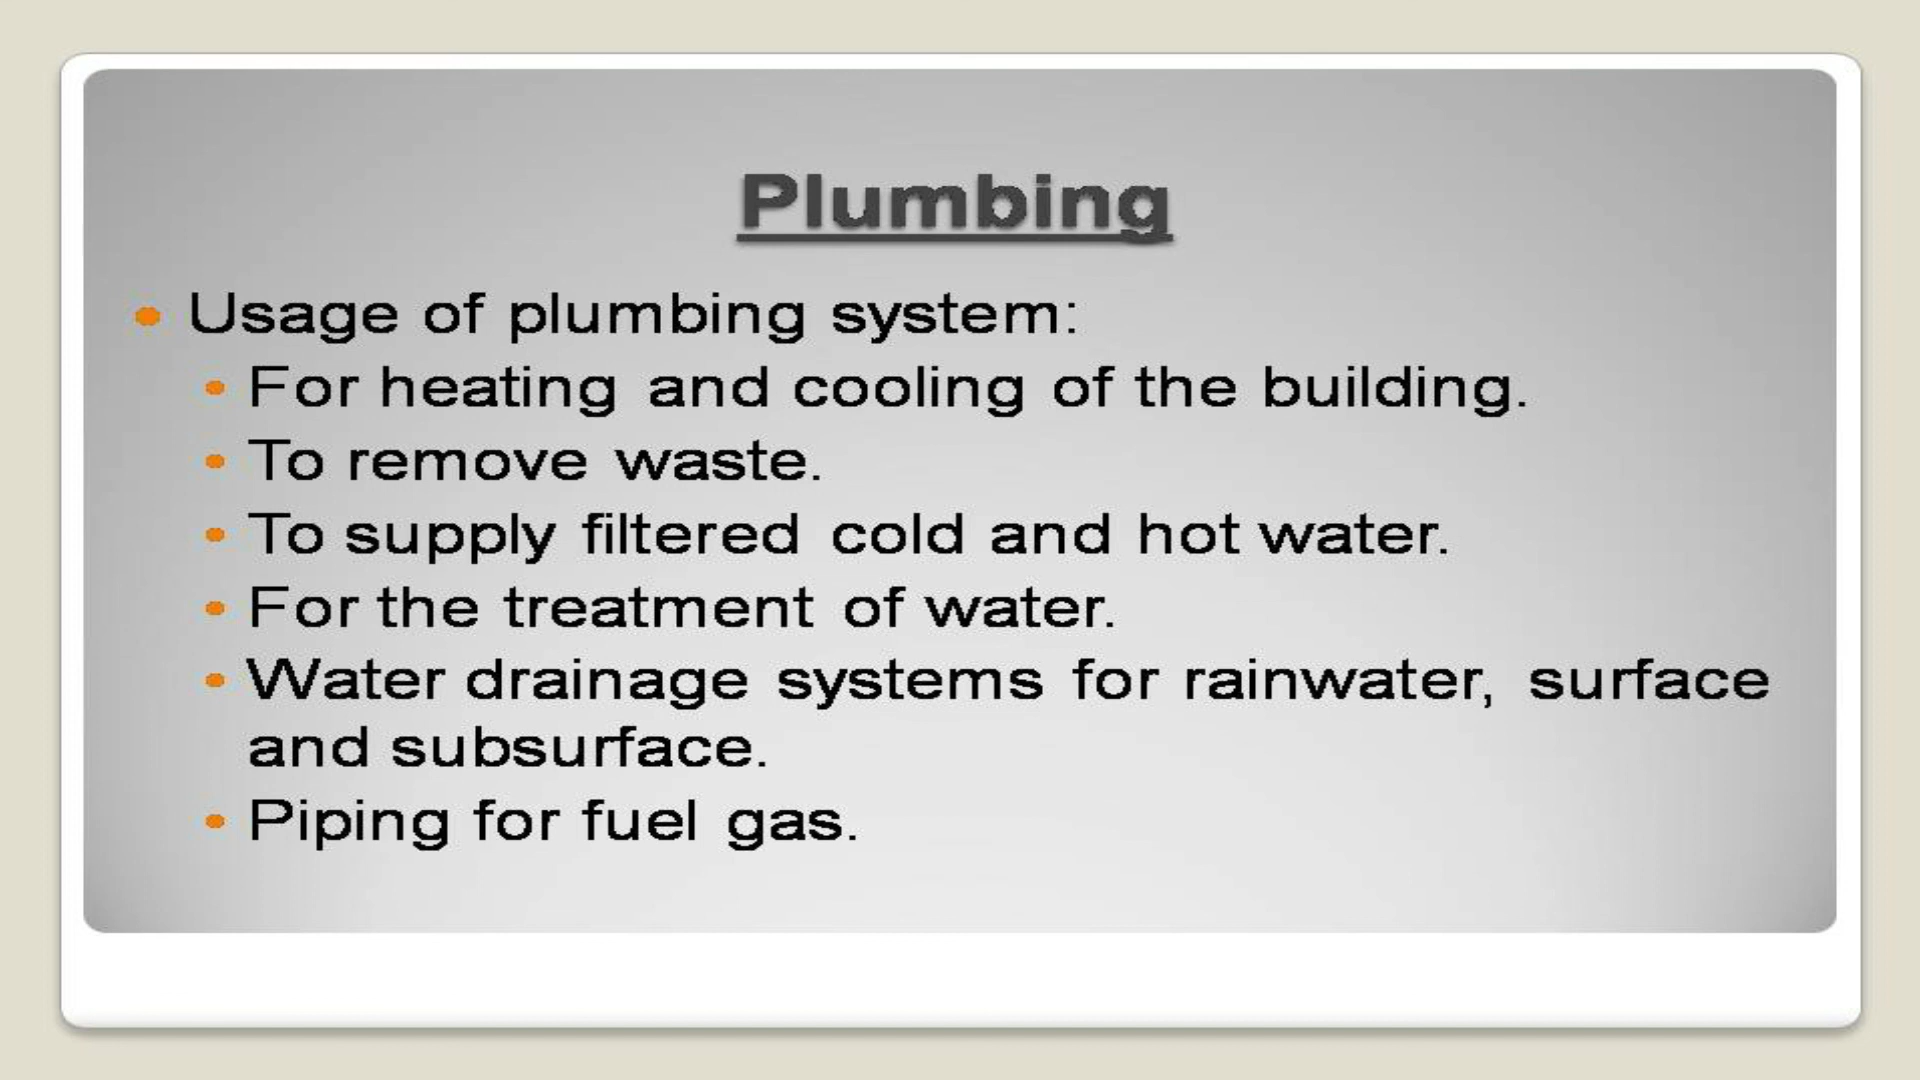 Plumbing
Usage of plumbing system:
For heating and cooling of the building.
To remove waste.
To supply filtered cold and hot water.
For the treatment of water.
Water drainage systems for rainwater, surface
and subsurface.
Piping for fuel gas.